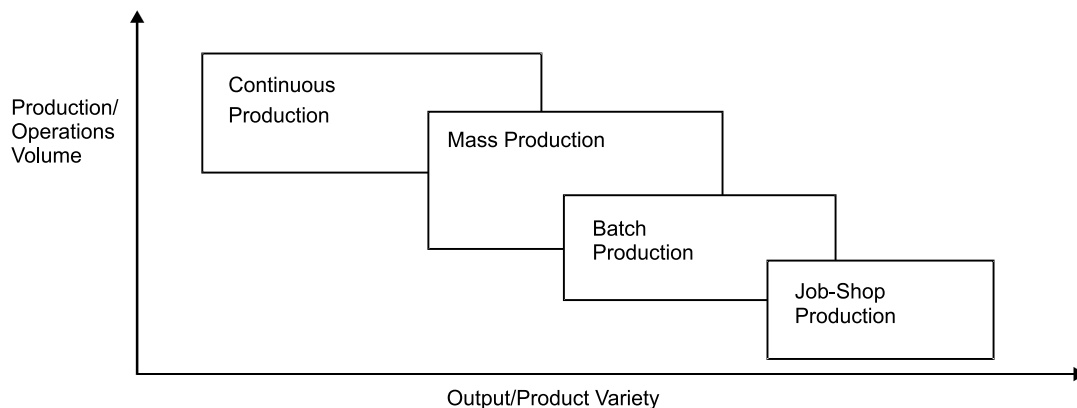 Continuous
Production
Production/
Operations
Volume
Mass Production
Batch
Production
Job-Shop
Production
Output/Product Variety